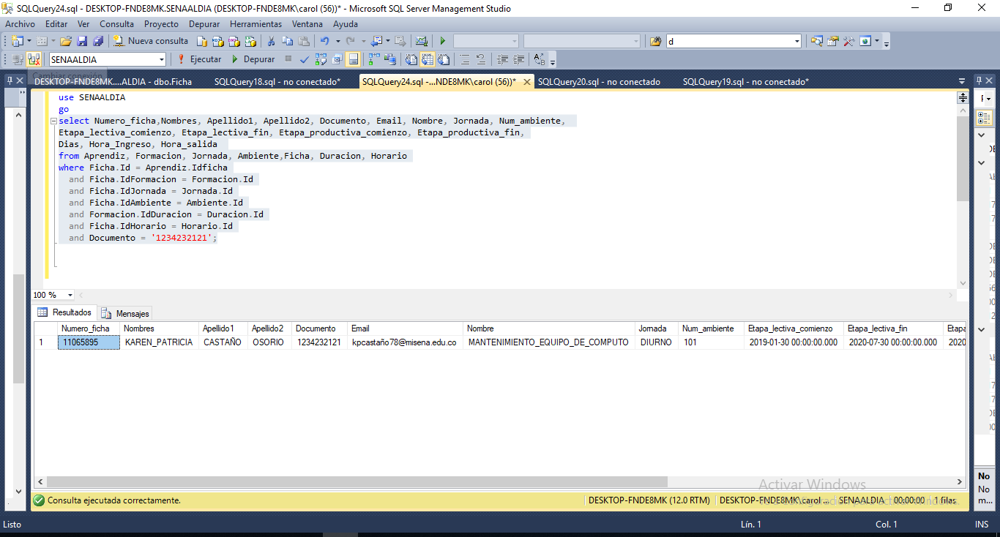 SQLQuery24.sql - DESKTOP-FNDE8MK.SENAALDIA (DESKTOP-FNDE8MK\carol (56))* - Microsoft SQL Server Management Studio
Archivo Editar Ver Consulta Proyecto Depurar Herramientas Ventana Ayuda
Nueva consulta d
SENAALDIA Ejecutar Depurar
Cambiar conexión
DESKTOP-FNDE8MK....ALDIA - dbo.Ficha SQLQuery18.sql - no conectado* SQLQuery24.sql -...NDE8MK\carol (56))* SQLQuery20.sql - no conectado SQLQuery19.sql - no conectado*
use SENAALDIA
go
select Numero_ficha,Nombres, Apellido1, Apellido2, Documento, Email, Nombre, Jornada, Num_ambiente,
Etapa_lectiva_comienzo, Etapa_lectiva_fin, Etapa_productiva_comienzo, Etapa_productiva_fin,
Dias, Hora_Ingreso, Hora_salida
from Aprendiz, Formacion, Jornada, Ambiente,Ficha, Duracion, Horario
where Ficha.Id = Aprendiz.Idficha
and Ficha.IdFormacion = Formacion.Id
and Ficha.IdJornada = Jornada.Id
and Ficha.IdAmbiente = Ambiente.Id
and Formacion.IdDuracion = Duracion.Id
and Ficha.IdHorario = Horario.Id
and Documento = '1234232121';
100 %
Resultados Mensajes
Numero_ficha Nombres Apellido1 Apellido2 Documento Email Nombre Jornada Num_ambiente Etapa_lectiva_comienzo Etapa_lectiva_fin Etapa
1 11065895 KAREN_PATRICIA CASTAÑO OSORIO 1234232121 kpcastaño78@misena.edu.co MANTENIMIENTO_EQUIPO_DE_COMPUTO DIURNO 101 2019-01-30 00:00:00.000 2020-07-30 00:00:00.000 2020
Activar Windows
Consulta ejecutada correctamente. DESKTOP-FNDE8MK (12.0 RTM) DESKTOP-FNDE8MK\carol... SENAALDIA 00:00:00 1 filas
No
No
m...
Listo Lín. 1 Col. 1 INS